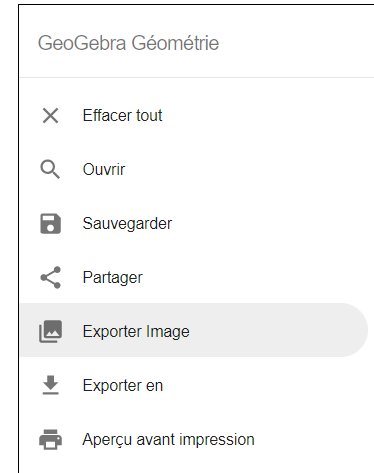 GeoGebra Géométrie
Effacer tout
Ouvrir
Sauvegarder
Partager
Exporter Image
Exporter en
Aperçu avant impression